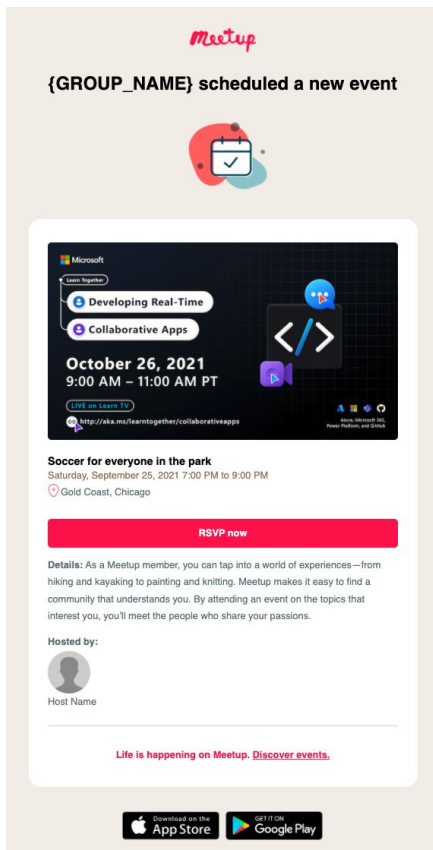 meetup
{GROUP_NAME} scheduled a new event
Microsoft
Learn Together
Developing Real-Time
Collaborative Apps
</>
October 26, 2021
9:00 AM – 11:00 AM PT
LIVE on Learn TV
http://aka.ms/learntogether/collaborativeapps
Azure, Microsoft 365,
Power Platform, and GitHub
Soccer for everyone in the park
Saturday, September 25, 2021 7:00 PM to 9:00 PM
Gold Coast, Chicago
RSVP now
Details: As a Meetup member, you can tap into a world of experiences—from
hiking and kayaking to painting and knitting. Meetup makes it easy to find a
community that understands you. By attending an event on the topics that
interest you, you’ll meet the people who share your passions.
Hosted by:
Host Name
Life is happening on Meetup. Discover events.
Download on the
App Store
GET IT ON
Google Play